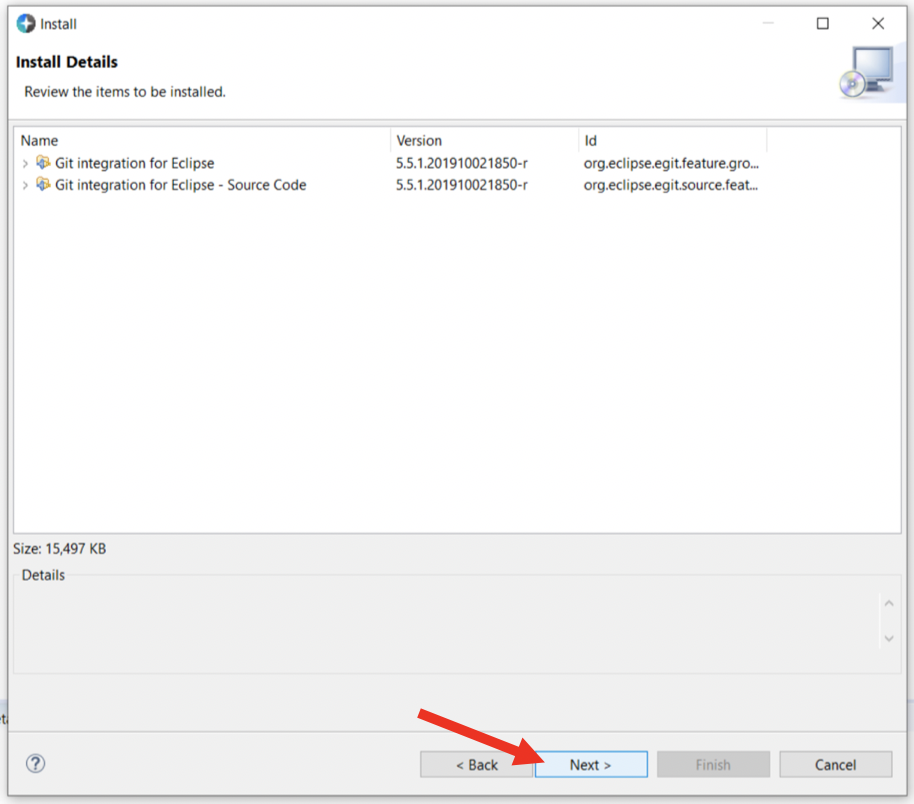 Install
Install Details
Review the items to be installed.
Name Version Id
Git integration for Eclipse 5.5.1.201910021850-r org.eclipse.egit.feature.gro...
Git integration for Eclipse - Source Code 5.5.1.201910021850-r org.eclipse.egit.source.feat...
Size: 15,497 KB
Details
? < Back Next > Finish Cancel